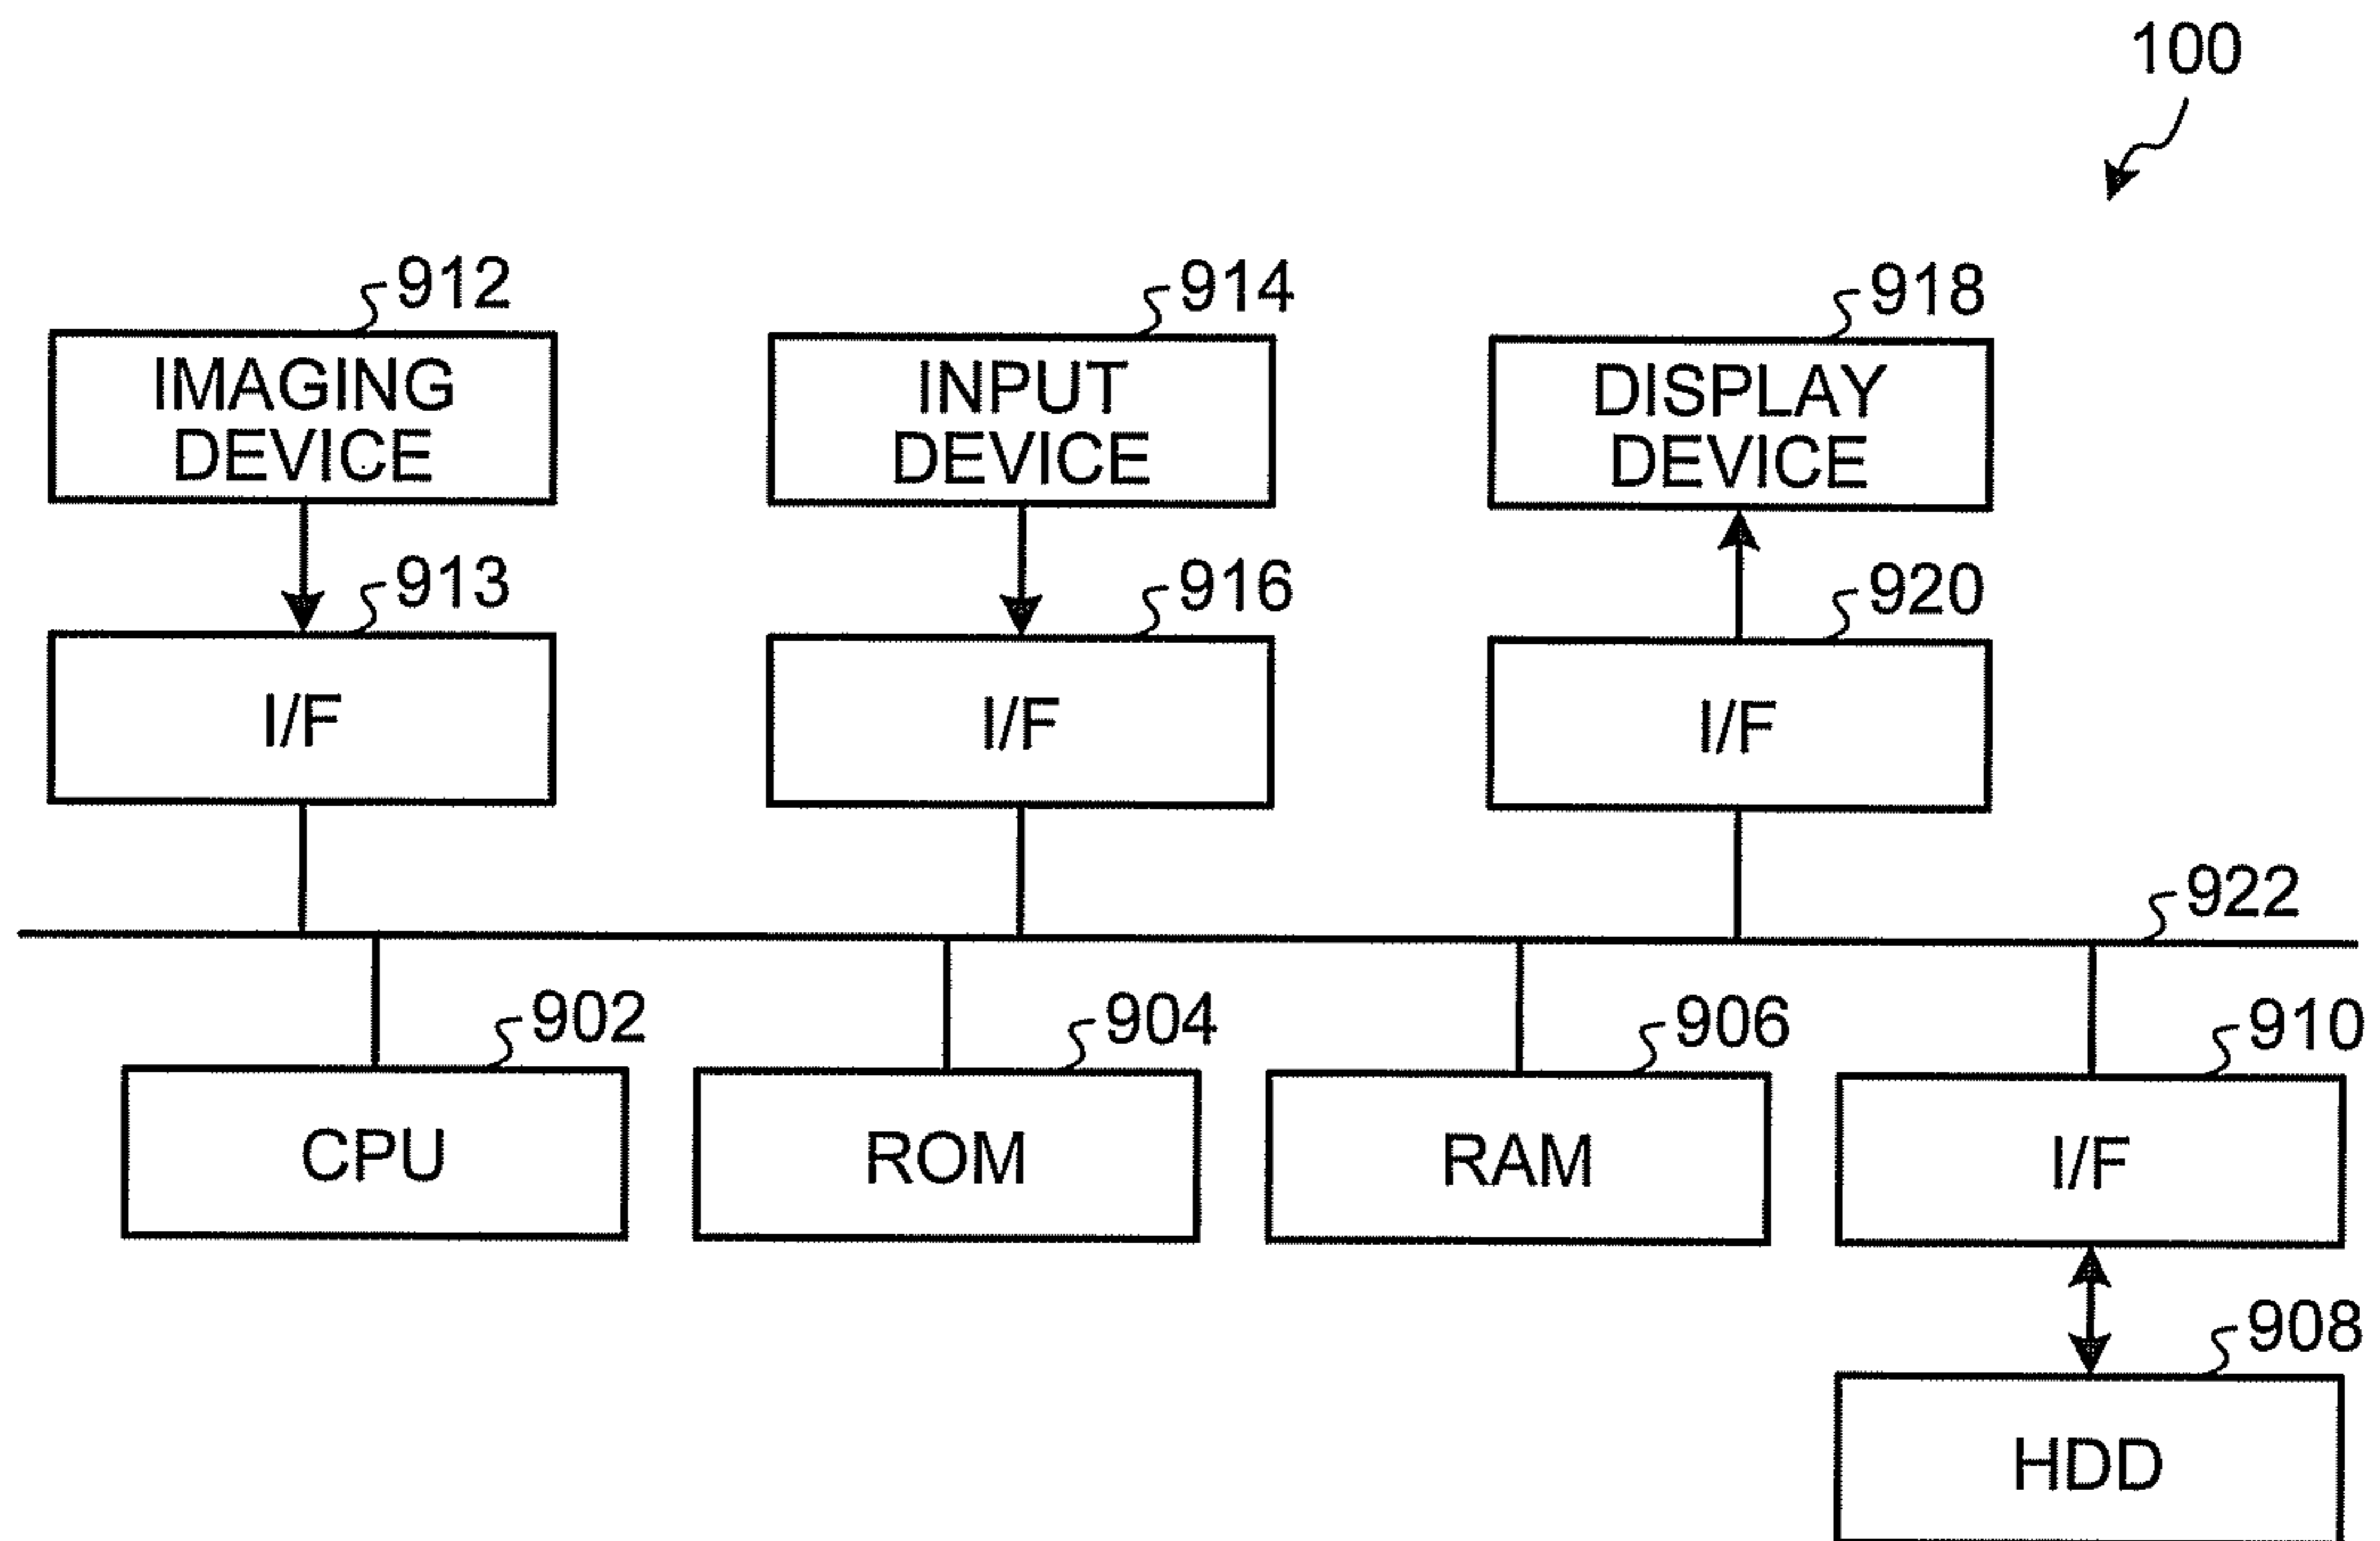 100
912
914
918
IMAGING
DEVICE
INPUT
DEVICE
DISPLAY
DEVICE
913
916
920
I/F
I/F
I/F
922
902
904
906
910
CPU
ROM
RAM
I/F
908
HDD